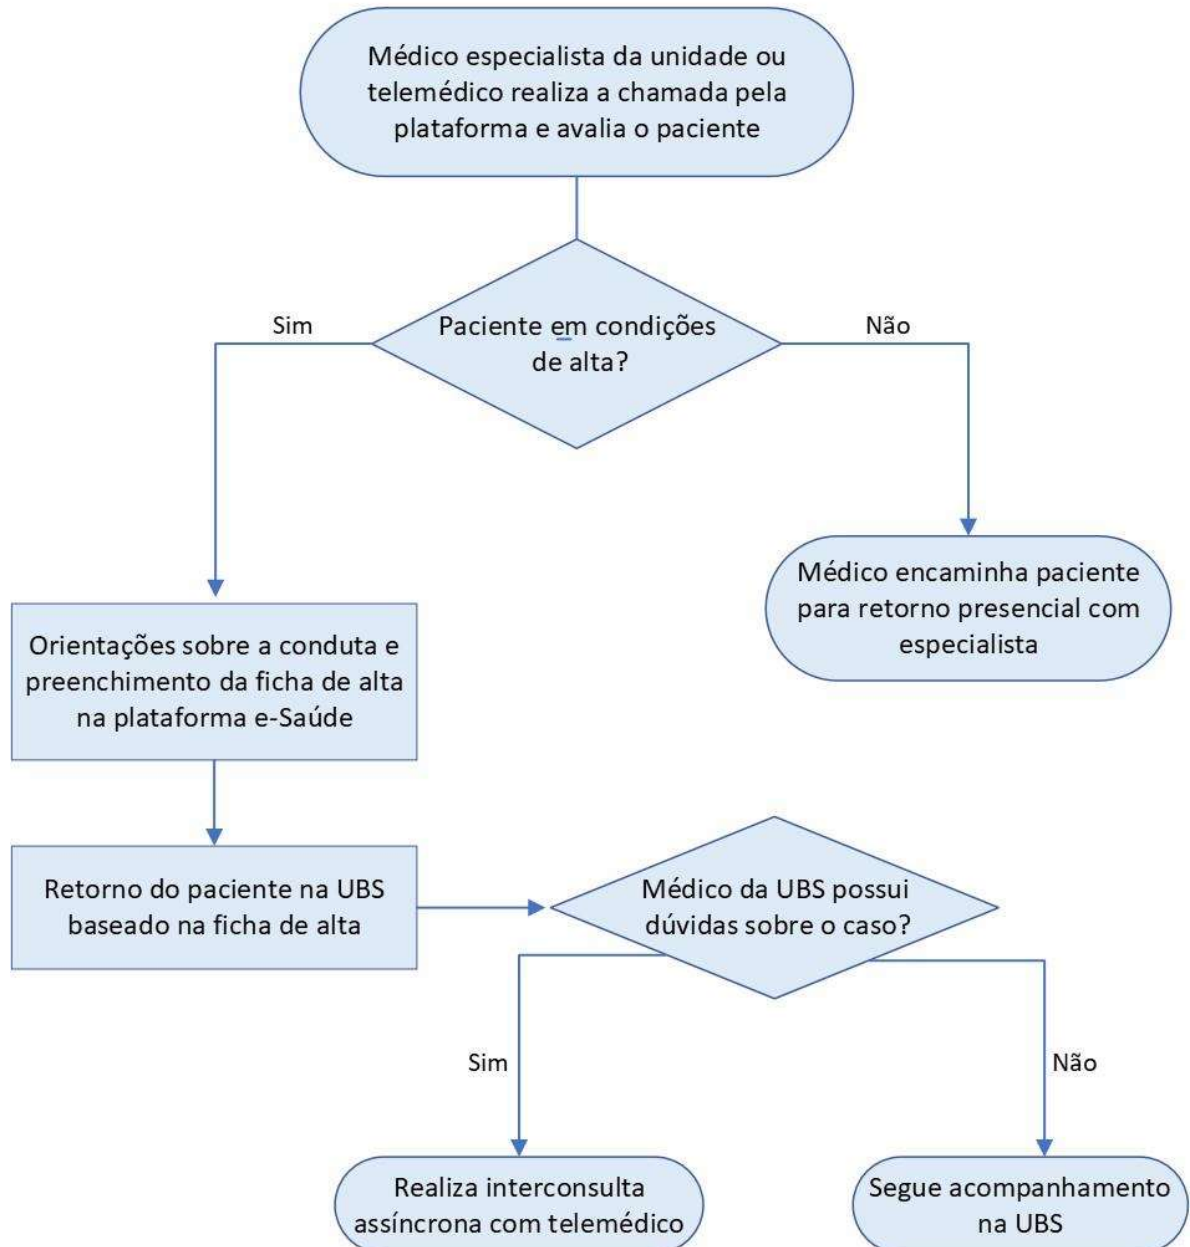 Médico especialista da unidade ou
telemédico realiza a chamada pela
plataforma e avalia o paciente
Sim
Paciente em condições
de alta?
Não
Médico encaminha paciente
para retorno presencial com
especialista
Orientações sobre a conduta e
preenchimento da ficha de alta
na plataforma e-Saúde
Retorno do paciente na UBS
baseado na ficha de alta
Médico da UBS possui
dúvidas sobre o caso?
Sim
Não
Realiza interconsulta
assíncrona com telemédico
Segue acompanhamento
na UBS